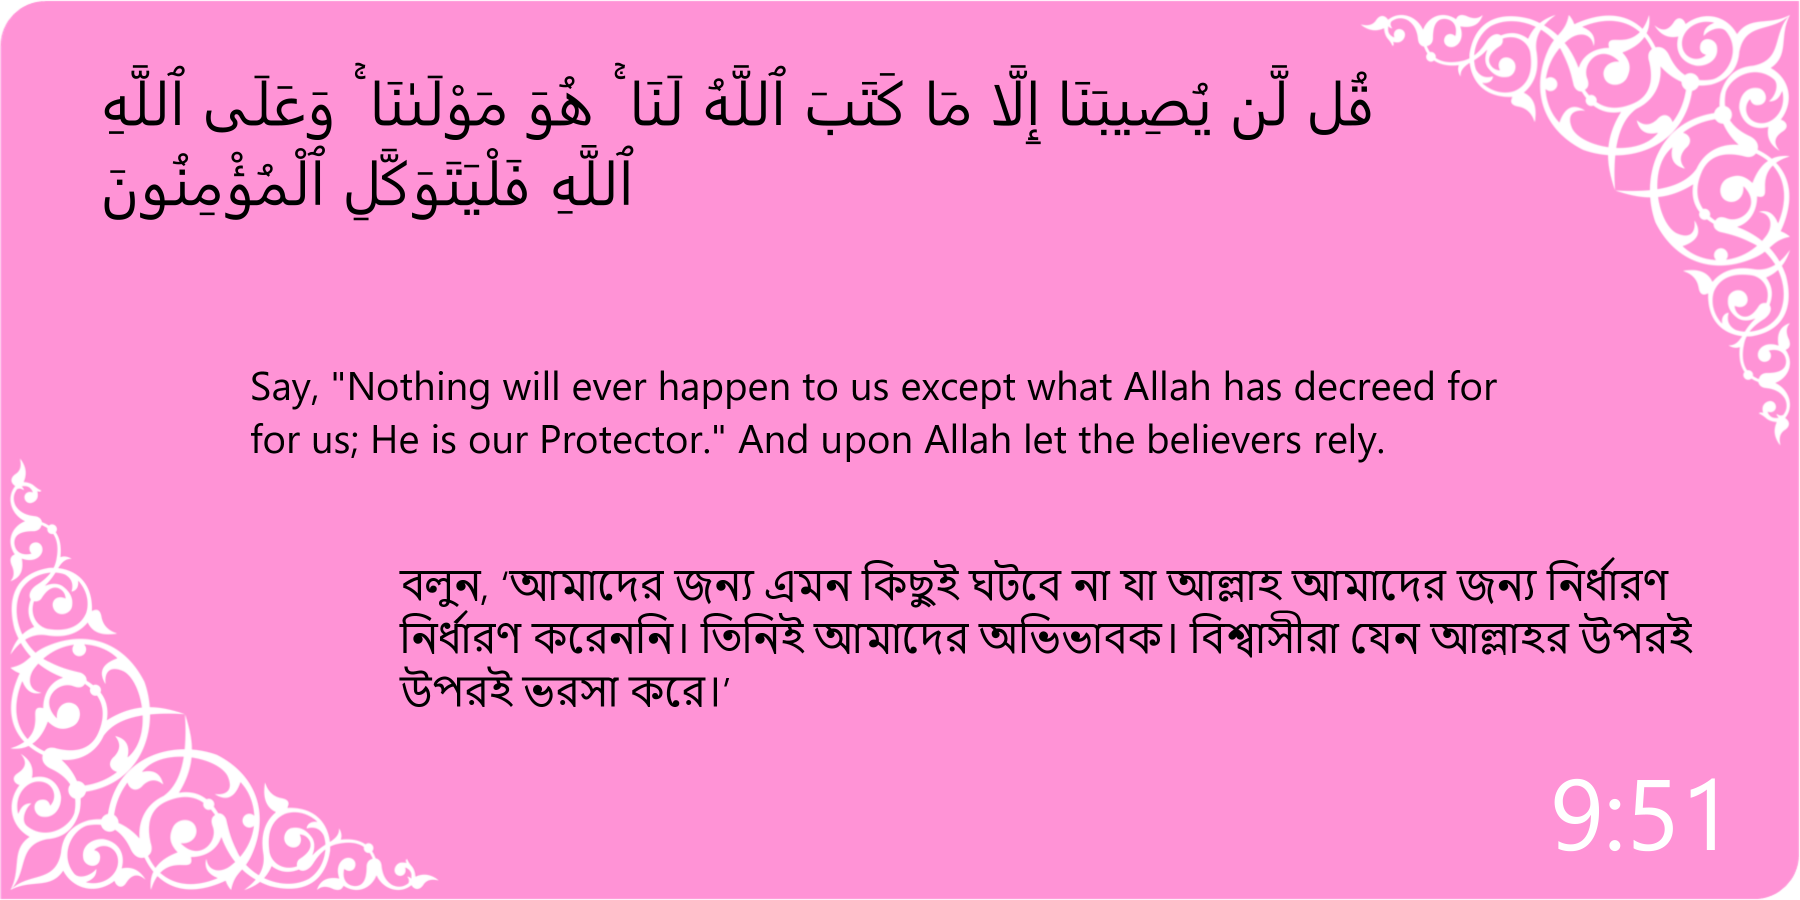 قُل لَّن يُصِيبَنَا إِلَّا مَا كَتَبَ ٱللَّهُ لَنَا ۚ هُوَ مَوْلَىٰنَا ۚ وَعَلَى ٱللَّهِ
ٱللَّهِ فَلْيَتَوَكَّلِ ٱلْمُؤْمِنُونَ
Say, "Nothing will ever happen to us except what Allah has decreed for
for us; He is our Protector." And upon Allah let the believers rely.
বলুন, ‘আমাদের জন্য এমন কিছুই ঘটবে না যা আল্লাহ আমাদের জন্য নির্ধারণ
নির্ধারণ করেননি। তিনিই আমাদের অভিভাবক। বিশ্বাসীরা যেন আল্লাহর উপরই
উপরই ভরসা করে।’
9:51